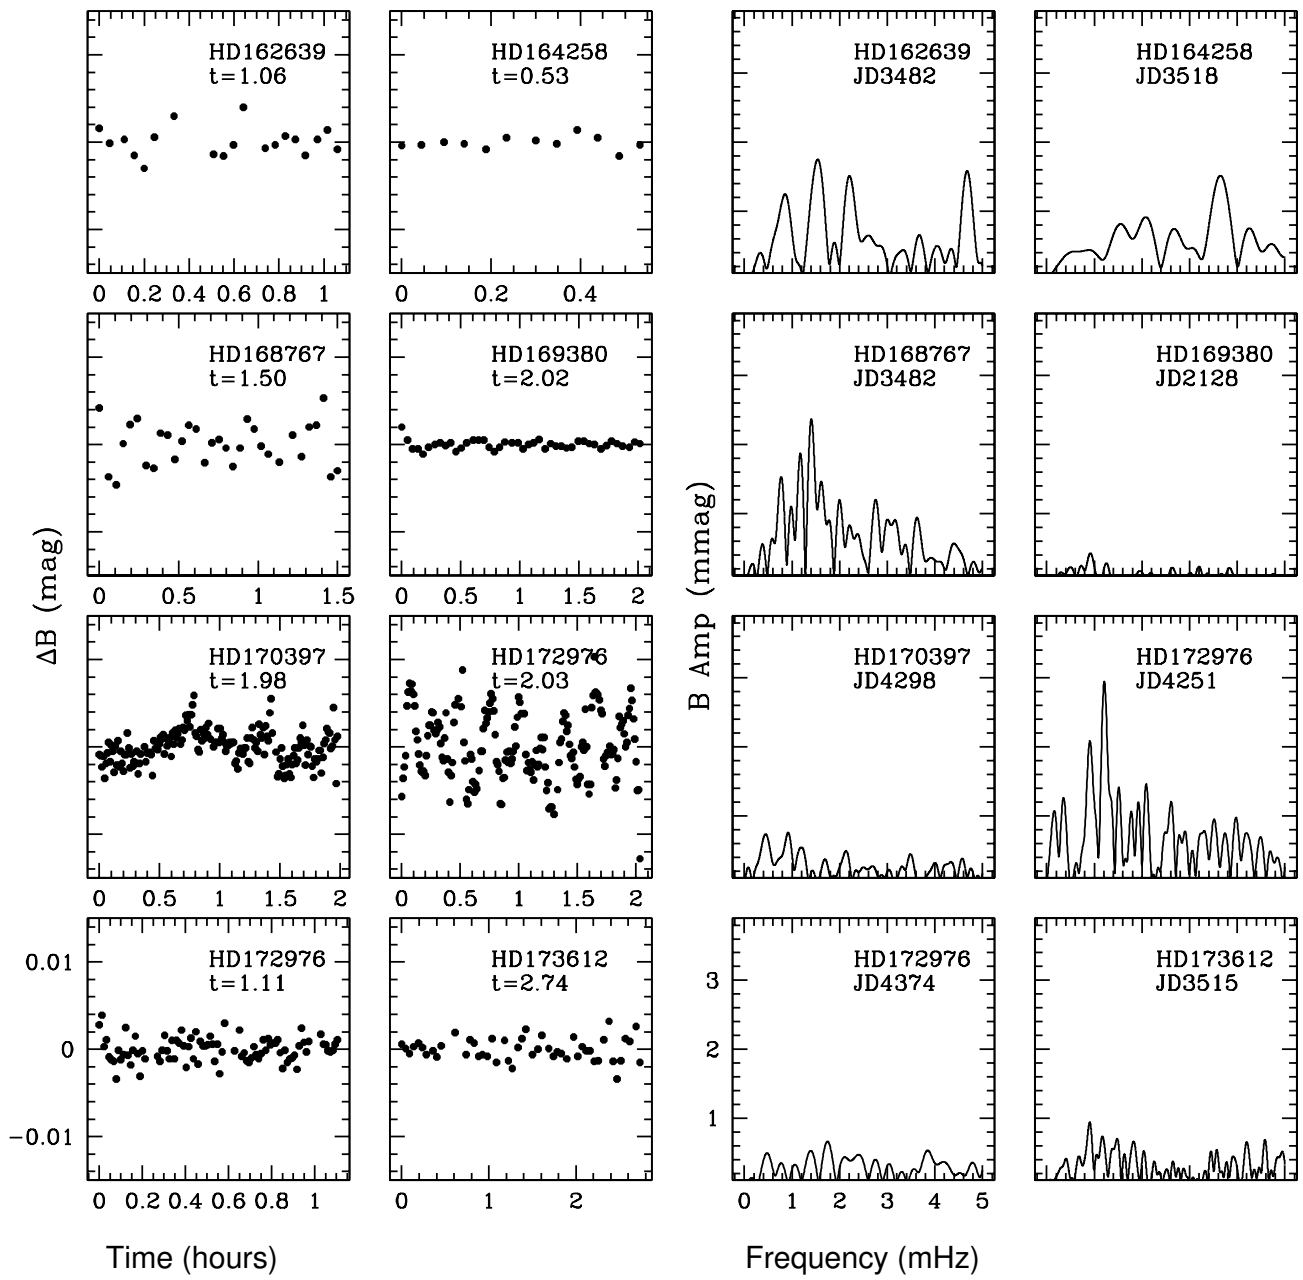 HD162639
t=1.06
HD164258
t=0.53
HD162639
JD3482
HD164258
JD3518
0 0.2 0.4 0.6 0.8 1
0 0.2 0.4
HD168767
t=1.50
HD169380
t=2.02
HD168767
JD3482
HD169380
JD2128
0 0.5 1 1.5
0 0.5 1 1.5 2
ΔB (mag)
B Amp (mmag)
HD170397
t=1.98
HD172976
t=2.03
HD170397
JD4298
HD172976
JD4251
0 0.5 1 1.5 2
0 0.5 1 1.5 2
0.01
0
−0.01
HD172976
t=1.11
HD173612
t=2.74
3
2
1
HD172976
JD4374
HD173612
JD3515
0 0.2 0.4 0.6 0.8 1
0 1 2
0 1 2 3 4 5
Time (hours)
Frequency (mHz)